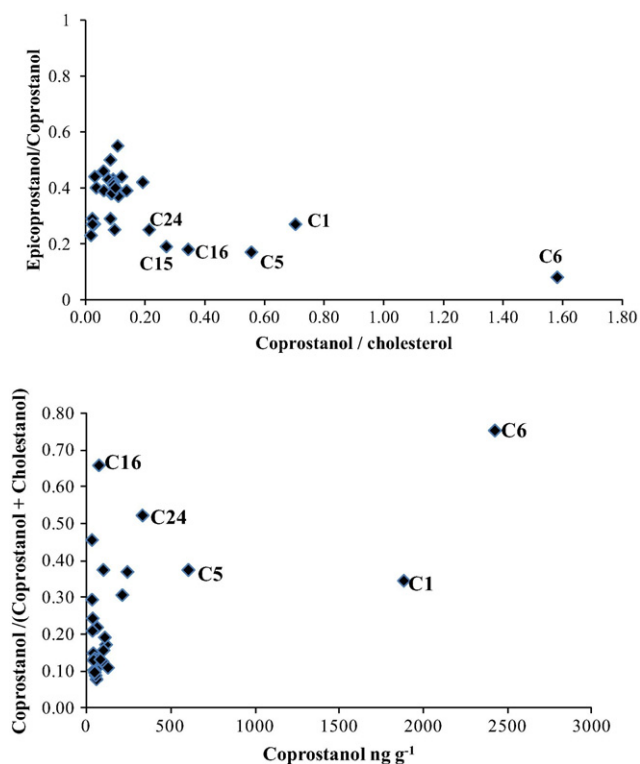 1
0.8
0.6
0.4
0.2
0
Epicoprostanol/Coprostanol
C24
C1
C15
C16
C5
C6
0.00 0.20 0.40 0.60 0.80 1.00 1.20 1.40 1.60 1.80
Coprostanol / cholesterol
0.80
0.70
0.60
0.50
0.40
0.30
0.20
0.10
0.00
Coprostanol /(Coprostanol + Cholestanol)
C6
C16
C24
C5
C1
0 500 1000 1500 2000 2500 3000
Coprostanol ng g⁻¹